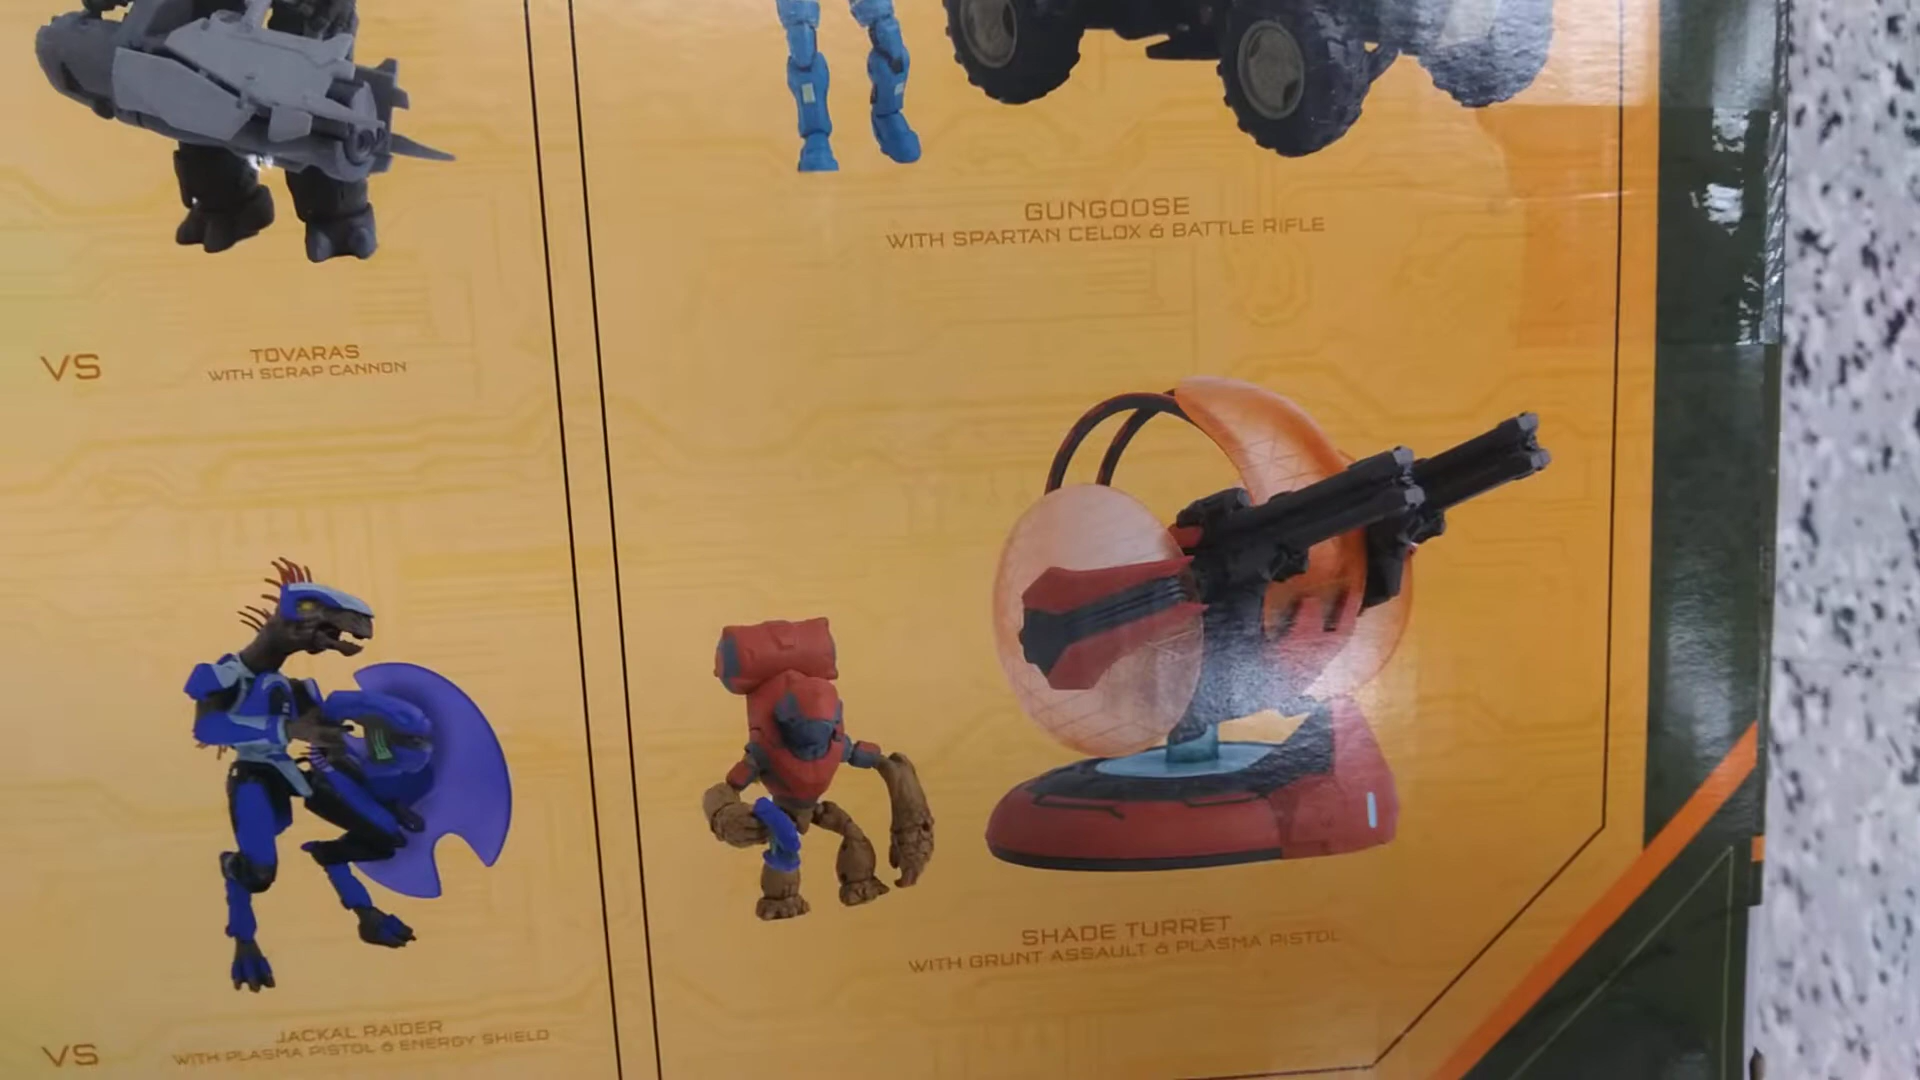 GUNGOOSE
WITH SPARTAN CELOX & BATTLE RIFLE
VS
TOVARAS
WITH SCRAP CANNON
SHADE TURRET
WITH GRUNT ASSAULT & PLASMA PISTOL
VS
JACKAL RAIDER
WITH PLASMA PISTOL & ENERGY SHIELD